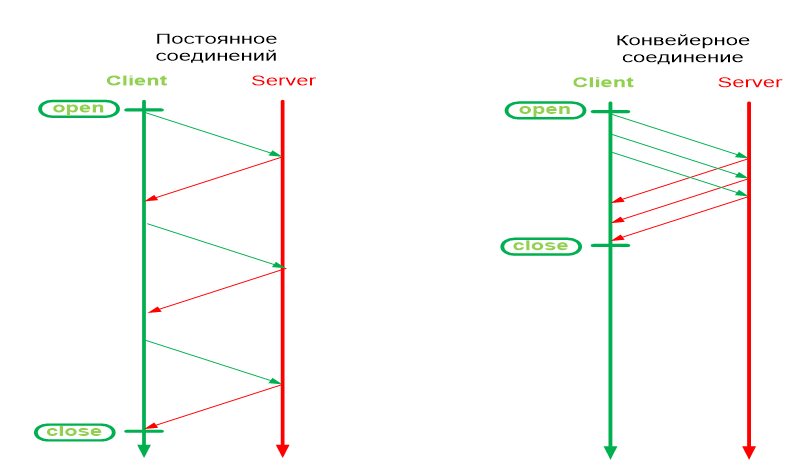 Постоянное
соединений
Client
Server
open
close
Конвейерное
соединение
Client
Server
open
close